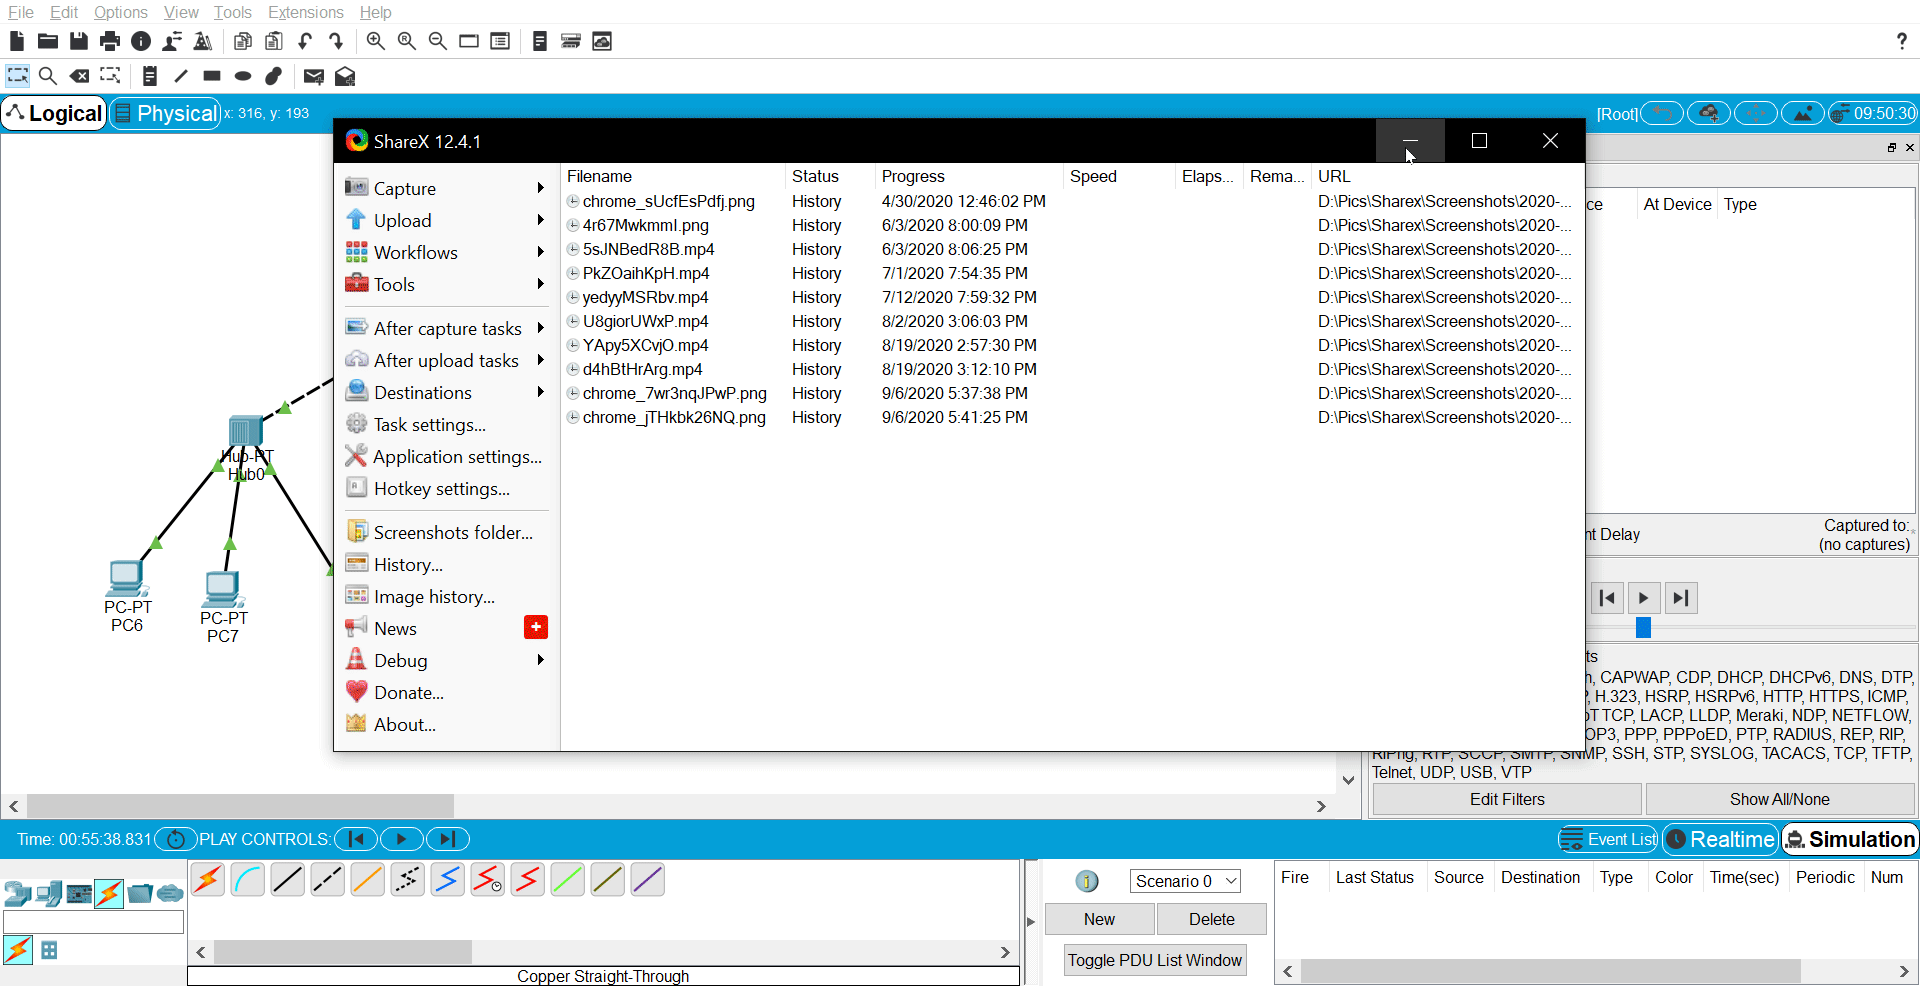 File Edit Options View Tools Extensions Help
?
Logical Physical x: 316, y: 193
[Root] 09:50:30
ShareX 12.4.1
Capture
Upload
Workflows
Tools
After capture tasks
After upload tasks
Destinations
Task settings...
Application settings...
Hotkey settings...
Screenshots folder...
History...
Image history...
News
Debug
Donate...
About...
Filename Status Progress Speed Elaps... Rema... URL
chrome_sUcfEsPdfj.png History 4/30/2020 12:46:02 PM D:\Pics\Sharex\Screenshots\2020-...
4r67Mwkmml.png History 6/3/2020 8:00:09 PM D:\Pics\Sharex\Screenshots\2020-...
5sJNBedR8B.mp4 History 6/3/2020 8:06:25 PM D:\Pics\Sharex\Screenshots\2020-...
PkZOaihKpH.mp4 History 7/1/2020 7:54:35 PM D:\Pics\Sharex\Screenshots\2020-...
yedyyMSRbv.mp4 History 7/12/2020 7:59:32 PM D:\Pics\Sharex\Screenshots\2020-...
U8giorUWxP.mp4 History 8/2/2020 3:06:03 PM D:\Pics\Sharex\Screenshots\2020-...
YApy5XCvjO.mp4 History 8/19/2020 2:57:30 PM D:\Pics\Sharex\Screenshots\2020-...
d4hBtHrArg.mp4 History 8/19/2020 3:12:10 PM D:\Pics\Sharex\Screenshots\2020-...
chrome_7wr3nqJPwP.png History 9/6/2020 5:37:38 PM D:\Pics\Sharex\Screenshots\2020-...
chrome_jTHkbk26NQ.png History 9/6/2020 5:41:25 PM D:\Pics\Sharex\Screenshots\2020-...
Hub-PT
Hub0
PC-PT
PC6
PC-PT
PC7
ce At Device Type
nt Delay
Captured to:
(no captures)
ts
h, CAPWAP, CDP, DHCP, DHCPv6, DNS, DTP,
H.323, HSRP, HSRPv6, HTTP, HTTPS, ICMP,
TCP, LACP, LLDP, Meraki, NDP, NETFLOW,
OP3, PPP, PPPoED, PTP, RADIUS, REP, RIP,
RIPng, RTP, SCCP, SMTP, SNMP, SSH, STP, SYSLOG, TACACS, TCP, TFTP,
Telnet, UDP, USB, VTP
Edit Filters Show All/None
Time: 00:55:38.831 PLAY CONTROLS:
Event List Realtime Simulation
Scenario 0
New Delete
Toggle PDU List Window
Fire Last Status Source Destination Type Color Time(sec) Periodic Num
Copper Straight-Through